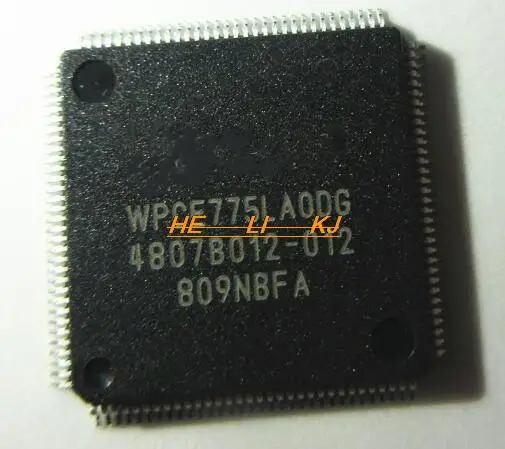 WPCE775LA0DG
HE LI KJ
4807B012-012
809NBFA